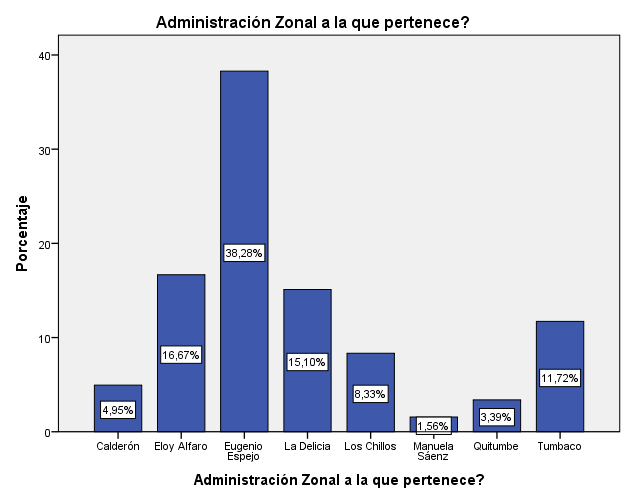 Administración Zonal a la que pertenece?
Porcentaje
40
30
20
10
0
38,28%
16,67%
15,10%
11,72%
8,33%
4,95%
3,39%
1,56%
Calderón
Eloy Alfaro
Eugenio
Espejo
La Delicia
Los Chillos
Manuela
Sáenz
Quitumbe
Tumbaco
Administración Zonal a la que pertenece?